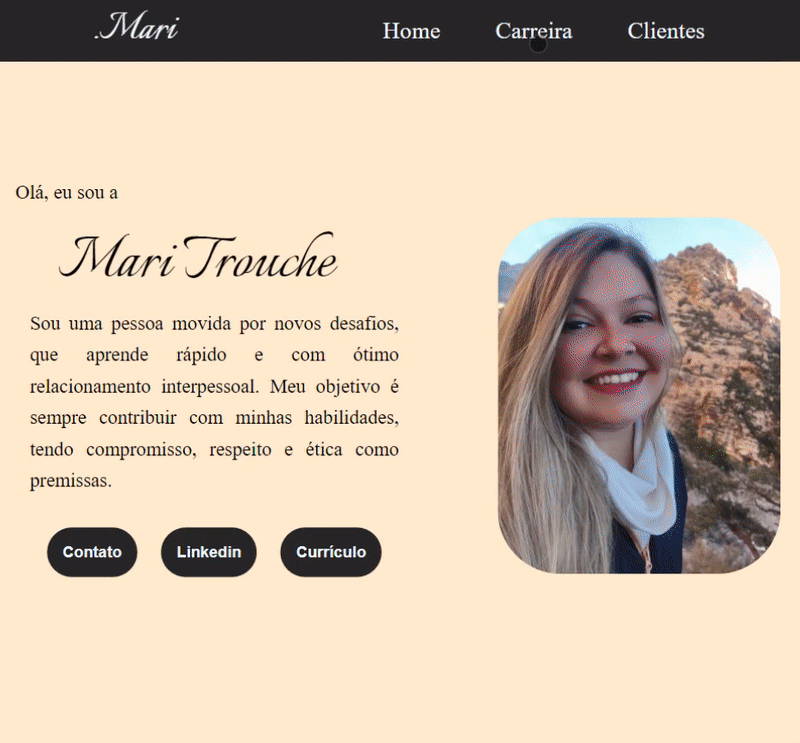 .Mari
Home Carreira Clientes
Olá, eu sou a
Mari Trouche
Sou uma pessoa movida por novos desafios,
que aprende rápido e com ótimo
relacionamento interpessoal. Meu objetivo é
sempre contribuir com minhas habilidades,
tendo compromisso, respeito e ética como
premissas.
Contato Linkedin Currículo